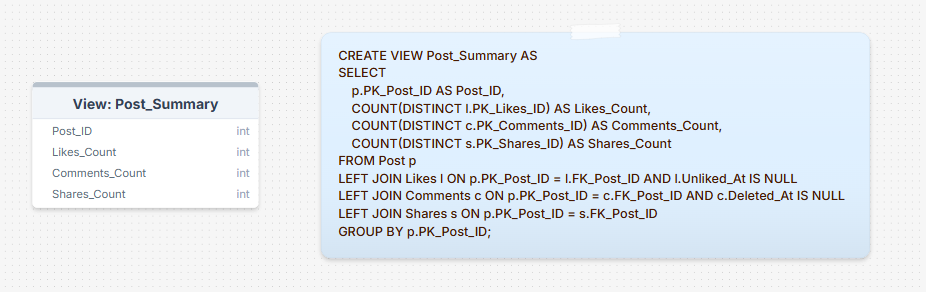 View: Post_Summary
Post_ID int
Likes_Count int
Comments_Count int
Shares_Count int
CREATE VIEW Post_Summary AS
SELECT
p.PK_Post_ID AS Post_ID,
COUNT(DISTINCT l.PK_Likes_ID) AS Likes_Count,
COUNT(DISTINCT c.PK_Comments_ID) AS Comments_Count,
COUNT(DISTINCT s.PK_Shares_ID) AS Shares_Count
FROM Post p
LEFT JOIN Likes l ON p.PK_Post_ID = l.FK_Post_ID AND l.Unliked_At IS NULL
LEFT JOIN Comments c ON p.PK_Post_ID = c.FK_Post_ID AND c.Deleted_At IS NULL
LEFT JOIN Shares s ON p.PK_Post_ID = s.FK_Post_ID
GROUP BY p.PK_Post_ID;